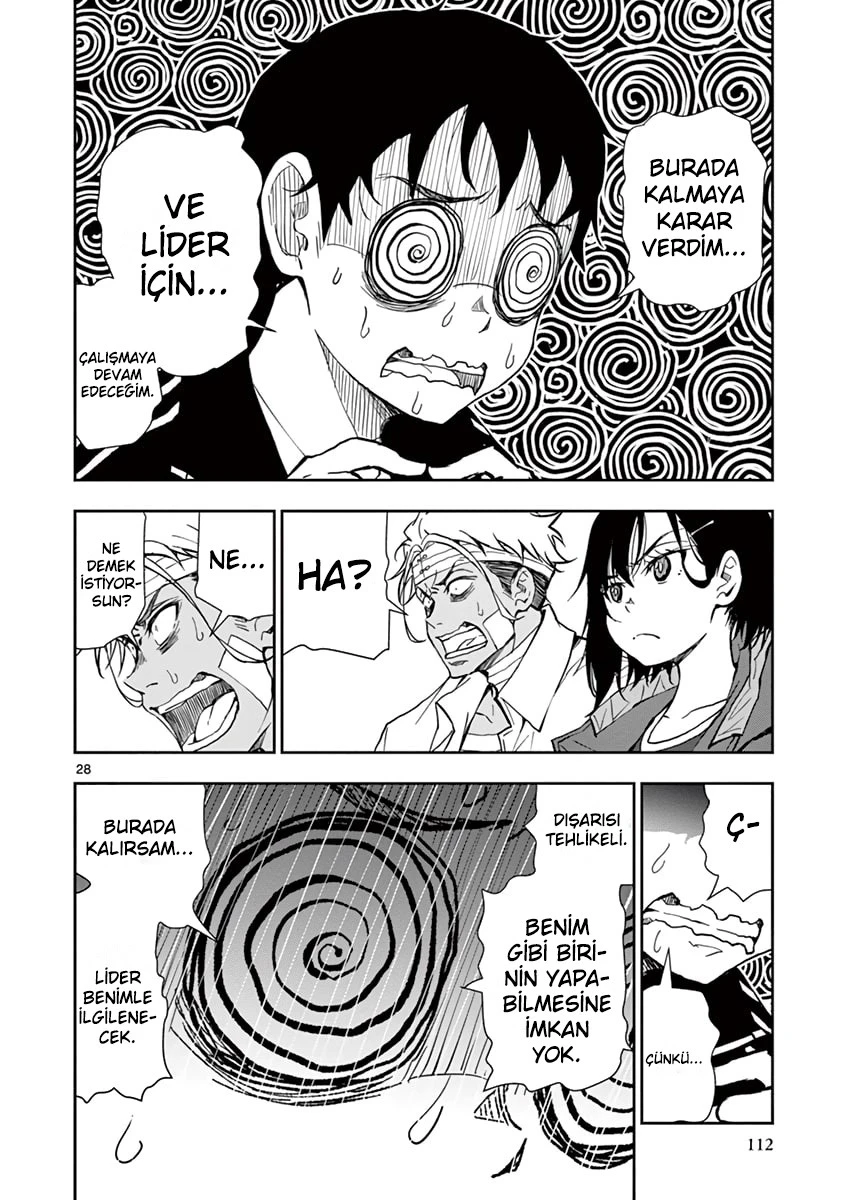 BURADA
KALMAYA
KARAR
VERDİM...
VE
LİDER
İÇİN...
ÇALIŞMAYA
DEVAM
EDECEĞİM.
HA?
NE...
NE
DEMEK
İSTİYOR-
SUN?
28
Ç-
ÇÜNKÜ...
DIŞARISI
TEHLİKELİ.
BENİM
GİBİ BİRİ-
NİN YAPA-
BİLMESİNE
İMKAN
YOK.
BURADA
KALIRSAM...
LİDER
BENİMLE
İLGİLENE-
CEK.
112